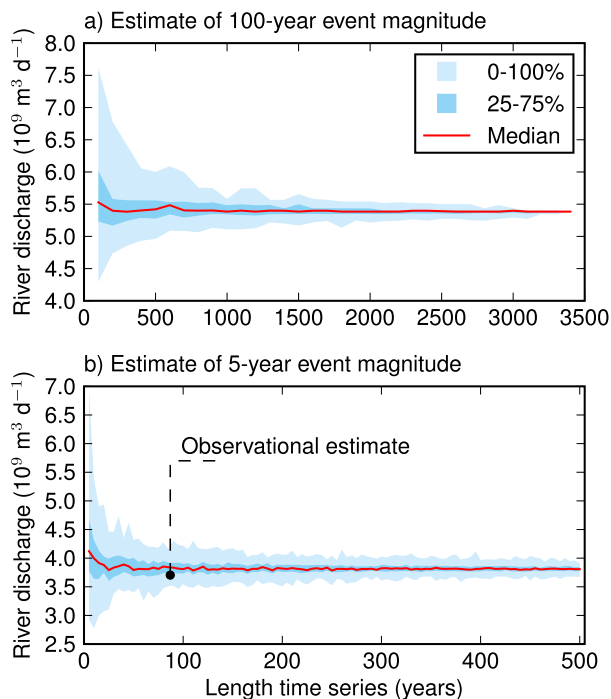 a) Estimate of 100-year event magnitude
8.0
7.5
7.0
6.5
6.0
5.5
5.0
4.5
4.0
River discharge (10⁹ m³ d⁻¹)
0-100%
25-75%
Median
0 500 1000 1500 2000 2500 3000 3500
b) Estimate of 5-year event magnitude
7.0
6.5
6.0
5.5
5.0
4.5
4.0
3.5
3.0
2.5
River discharge (10⁹ m³ d⁻¹)
Observational estimate
0 100 200 300 400 500
Length time series (years)